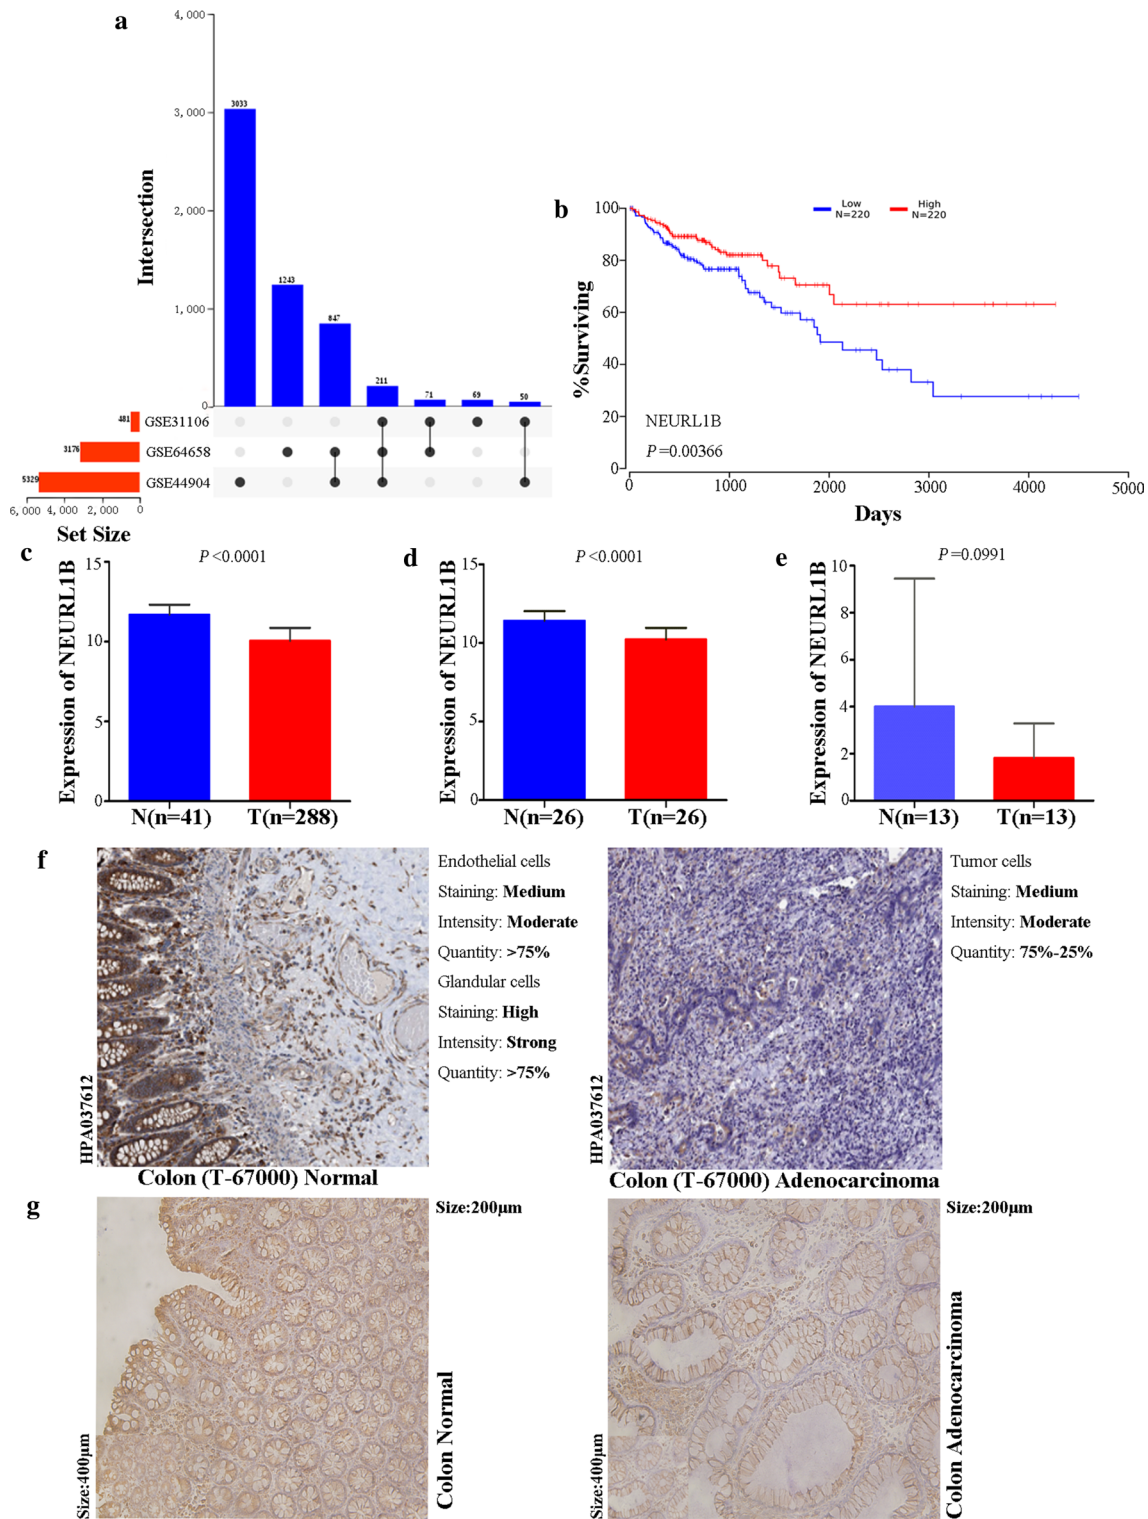 a
4,000
3,000
2,000
1,000
0
Intersection
3033
1243
847
211
71
69
50
481
GSE31106
3176
GSE64658
5329
GSE44904
6,000
4,000
2,000
0
Set Size
b
Low
N=220
High
N=220
100
80
60
40
20
0
%Surviving
NEURL1B
P=0.00366
0
1000
2000
3000
4000
5000
Days
c
P<0.0001
15
10
5
0
Expression of NEURL1B
N(n=41)
T(n=288)
d
P<0.0001
15
10
5
0
Expression of NEURL1B
N(n=26)
T(n=26)
e
P=0.0991
10
8
6
4
2
0
Expression of NEURL1B
N(n=13)
T(n=13)
f
HPA037612
Endothelial cells
Staining: Medium
Intensity: Moderate
Quantity: >75%
Glandular cells
Staining: High
Intensity: Strong
Quantity: >75%
Colon (T-67000) Normal
HPA037612
Tumor cells
Staining: Medium
Intensity: Moderate
Quantity: 75%-25%
Colon (T-67000) Adenocarcinoma
g
Size:200μm
Size:400μm
Colon Normal
Size:200μm
Size:400μm
Colon Adenocarcinoma